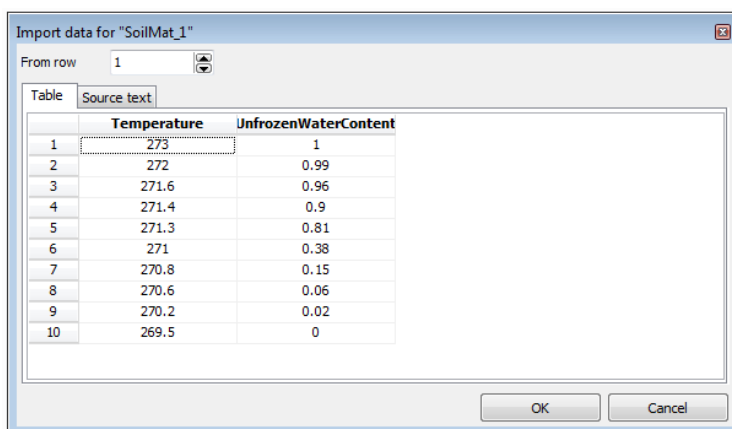 Import data for "SoilMat_1"
From row 1
Table Source text
Temperature UnfrozenWaterContent
1 273 1
2 272 0.99
3 271.6 0.96
4 271.4 0.9
5 271.3 0.81
6 271 0.38
7 270.8 0.15
8 270.6 0.06
9 270.2 0.02
10 269.5 0
OK Cancel